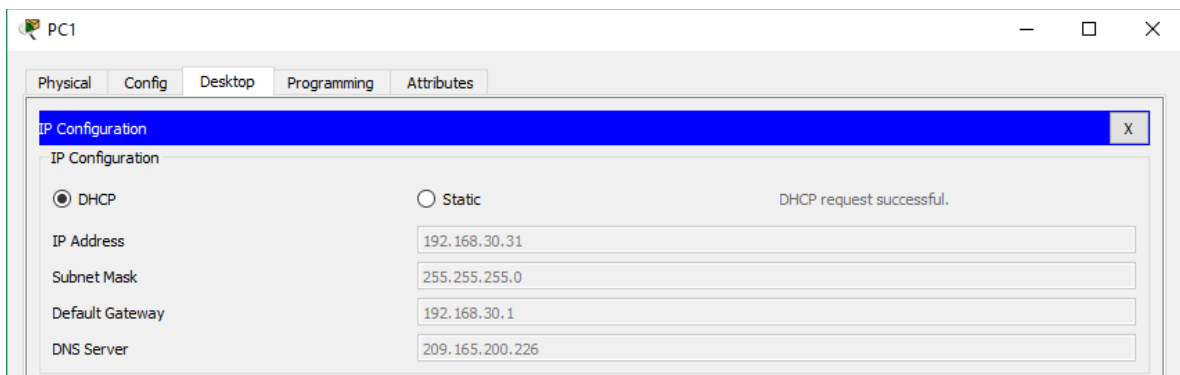 PC1
Physical Config Desktop Programming Attributes
IP Configuration X
IP Configuration
DHCP Static DHCP request successful.
IP Address 192.168.30.31
Subnet Mask 255.255.255.0
Default Gateway 192.168.30.1
DNS Server 209.165.200.226